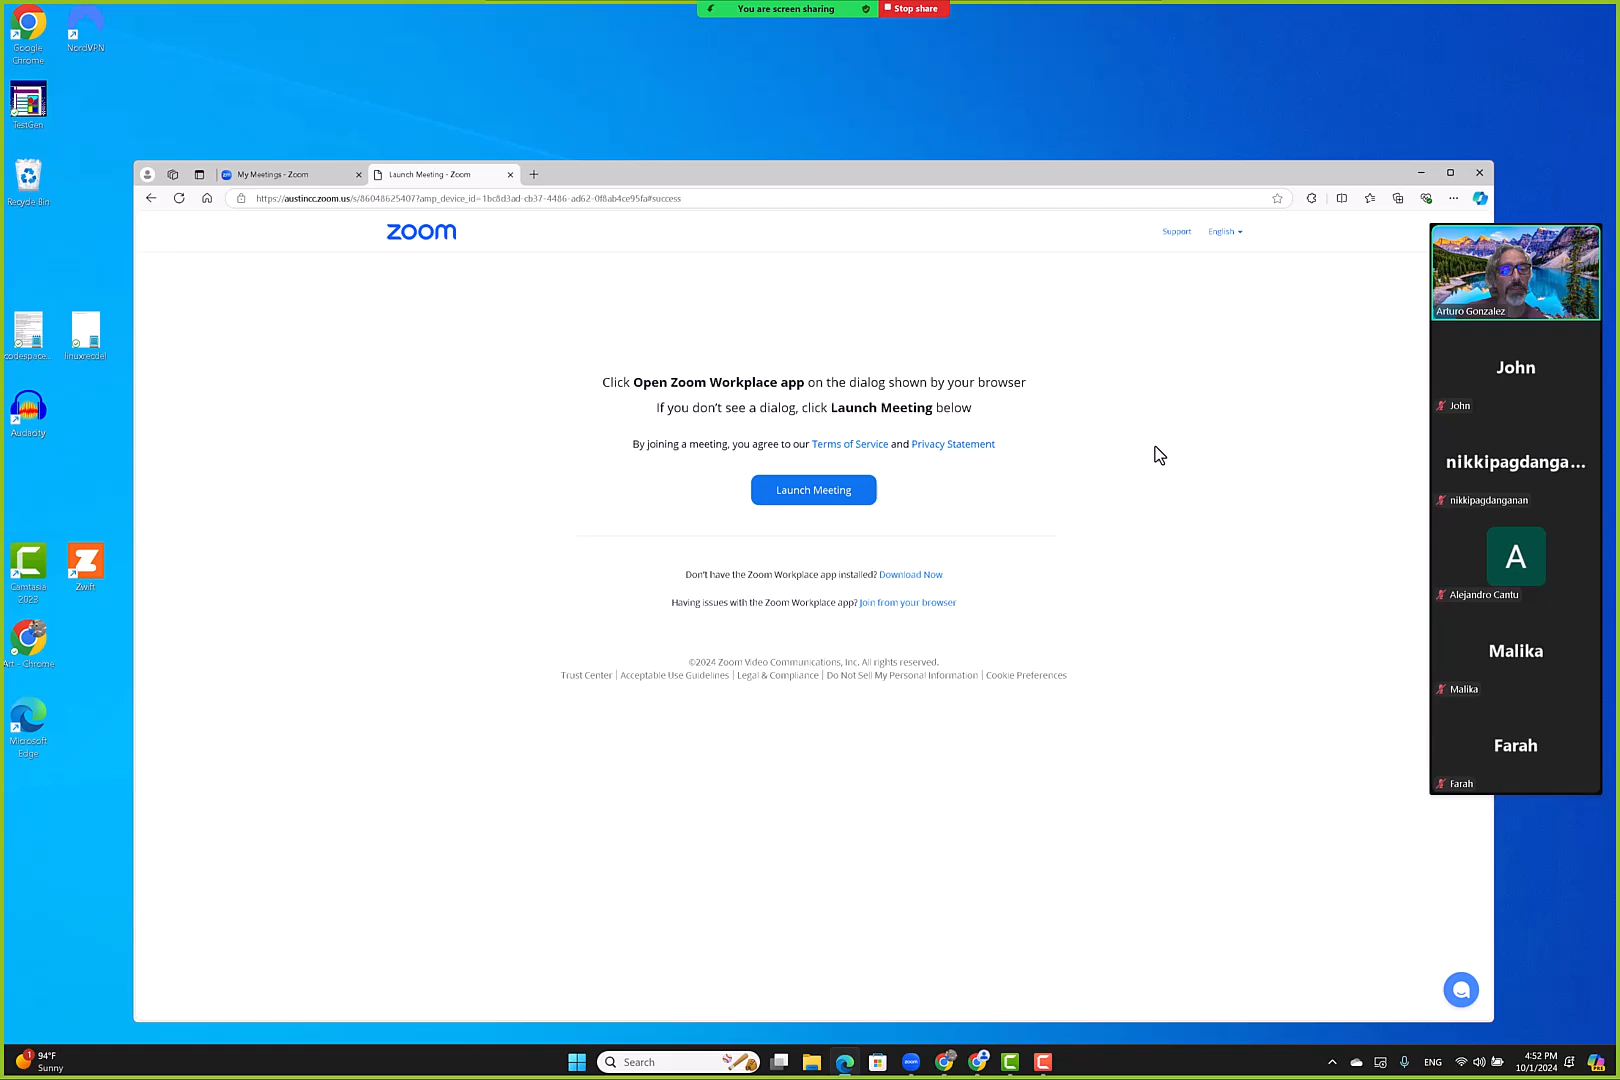 You are screen sharing
Stop share
Google
Chrome
NordVPN
TestGen
Recycle Bin
codespace...
linuxrecdel
Audacity
Camtasia
2023
Zwift
Art - Chrome
Microsoft
Edge
My Meetings - Zoom
Launch Meeting - Zoom
https://austincc.zoom.us/s/86048625407?amp_device_id=1bc8d3ad-cb37-4486-ad62-0f8ab4ce95fa#success
zoom
Support
English
Click Open Zoom Workplace app on the dialog shown by your browser
If you don't see a dialog, click Launch Meeting below
By joining a meeting, you agree to our Terms of Service and Privacy Statement
Launch Meeting
Don't have the Zoom Workplace app installed? Download Now
Having issues with the Zoom Workplace app? Join from your browser
©2024 Zoom Video Communications, Inc. All rights reserved.
Trust Center | Acceptable Use Guidelines | Legal & Compliance | Do Not Sell My Personal Information | Cookie Preferences
Arturo Gonzalez
John
John
nikkipagdanga...
nikkipagdanganan
A
Alejandro Cantu
Malika
Malika
Farah
Farah
1
94°F
Sunny
Search
zoom
ENG
4:52 PM
10/1/2024